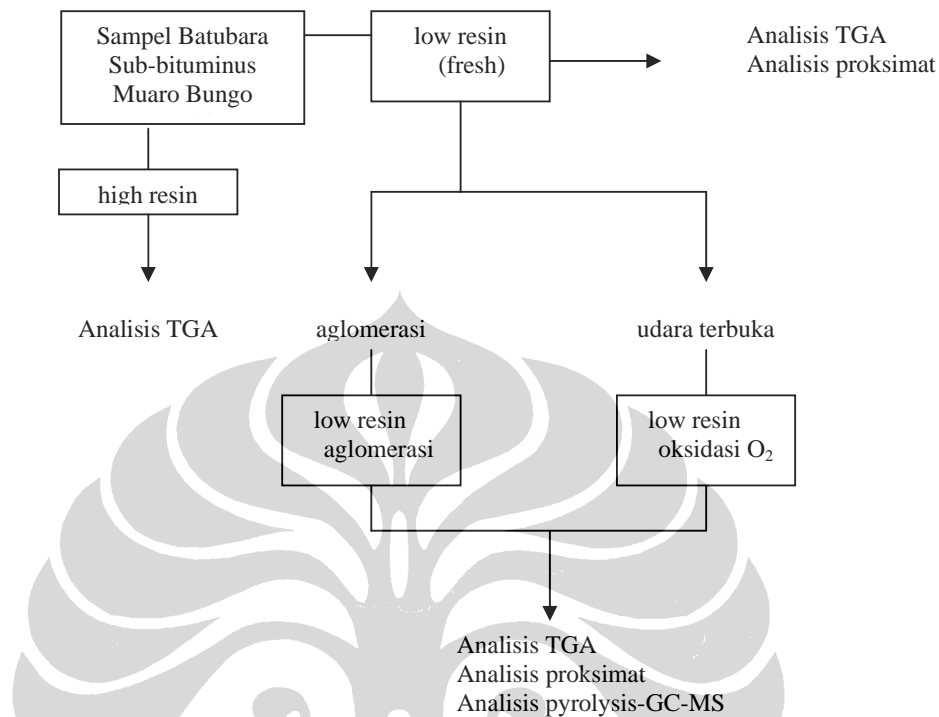 Sampel Batubara
Sub-bituminus
Muaro Bungo
low resin
(fresh)
Analisis TGA
Analisis proksimat
high resin
Analisis TGA
aglomerasi
udara terbuka
low resin
aglomerasi
low resin
oksidasi O₂
Analisis TGA
Analisis proksimat
Analisis pyrolysis-GC-MS